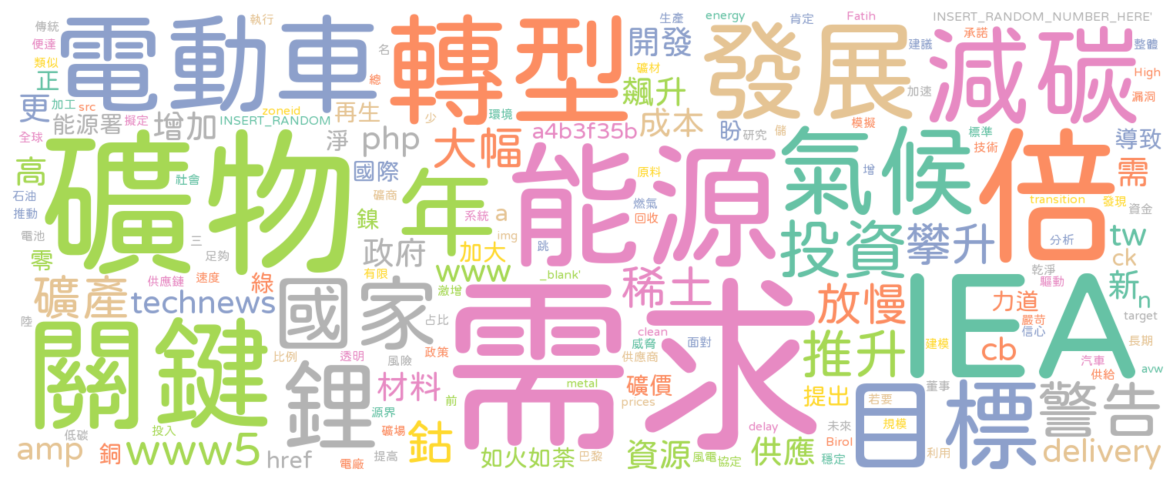 傳統 執行 生產 energy 肯定 Fatih INSERT_RANDOM_NUMBER_HERE'
便達 電動車 轉型 名 開發 礦材 建議 發展 承諾 減碳 整體
類似 正 總 飆升 加速 High
更 加工 src zoneid 再生 少 環境 漏洞
能源署 擬定 增加 INSERT_RANDOM 淨 php 大幅 a4b3f35b 成本 盼 研究 儲 模擬 標準 導致
全球 礦物 國際 年 能源 氣候 技術 倍 需
高 社會 礦商 原料 增 transition 發現 資金
石油 鎳 系統 a 燃氣 回收 投資 攀升 分析 tw
推動 電池 三 足夠 政府 加大 img 跳 ck
零 供應鏈 速度 綠 有限 www _blank' 稀土 乾淨 驅動 新 n
礦產 technews 國家 激增 放慢 IEA 力道 嚴苛 target
陸 關鍵 占比 需求 clean 威脅 面對 信心 長期
比例 透明 風險 政策 供應商 推升 建模 cb 汽車 供給 avw
鋰 材料 前 metal 礦價 prices 提出 若要 董事 目標 警告
源界 礦場 鈷 delay 未來 規模
低碳 投入 amp 銅 www5 href 電廠 提高 如火如荼 巴黎 資源 風電 協定 供應 Birol 穩定 利用 delivery